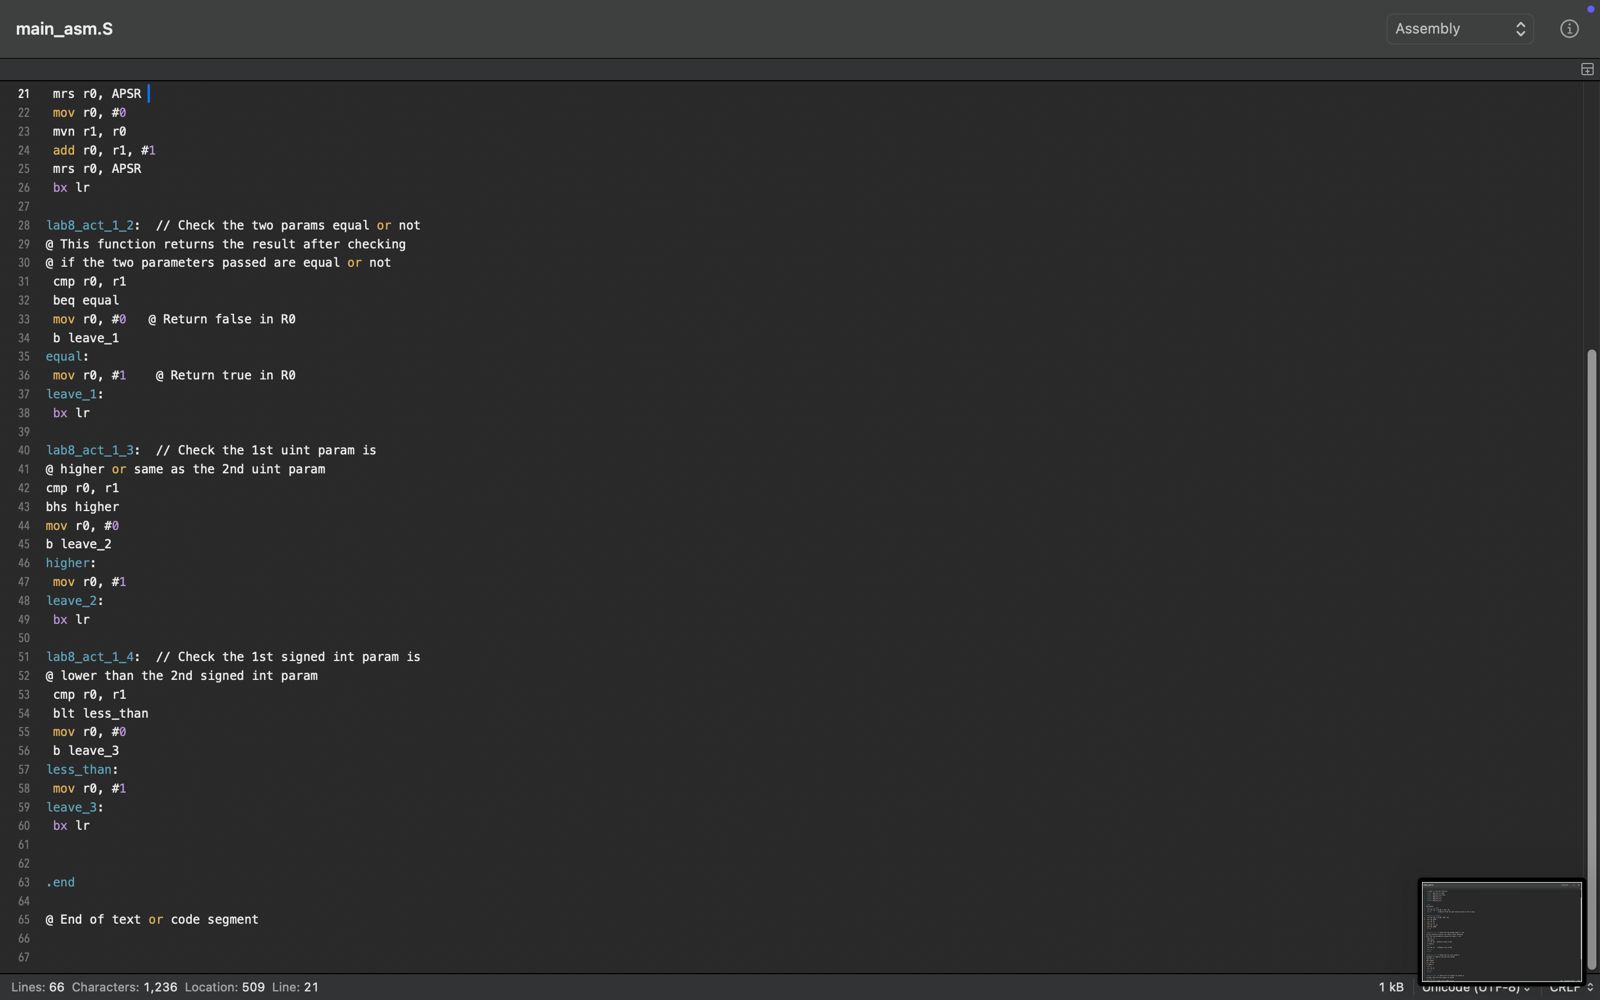 main_asm.S
Assembly
21 mrs r0, APSR
22 mov r0, #0
23 mvn r1, r0
24 add r0, r1, #1
25 mrs r0, APSR
26 bx lr
27
28 lab8_act_1_2:  // Check the two params equal or not
29 @ This function returns the result after checking
30 @ if the two parameters passed are equal or not
31 cmp r0, r1
32 beq equal
33 mov r0, #0   @ Return false in R0
34 b leave_1
35 equal:
36 mov r0, #1    @ Return true in R0
37 leave_1:
38 bx lr
39
40 lab8_act_1_3:  // Check the 1st uint param is
41 @ higher or same as the 2nd uint param
42 cmp r0, r1
43 bhs higher
44 mov r0, #0
45 b leave_2
46 higher:
47 mov r0, #1
48 leave_2:
49 bx lr
50
51 lab8_act_1_4:  // Check the 1st signed int param is
52 @ lower than the 2nd signed int param
53 cmp r0, r1
54 blt less_than
55 mov r0, #0
56 b leave_3
57 less_than:
58 mov r0, #1
59 leave_3:
60 bx lr
61
62
63 .end
64
65 @ End of text or code segment
66
67
Lines: 66 Characters: 1,236 Location: 509 Line: 21
1 kB Unicode (UTF-8) CRLF